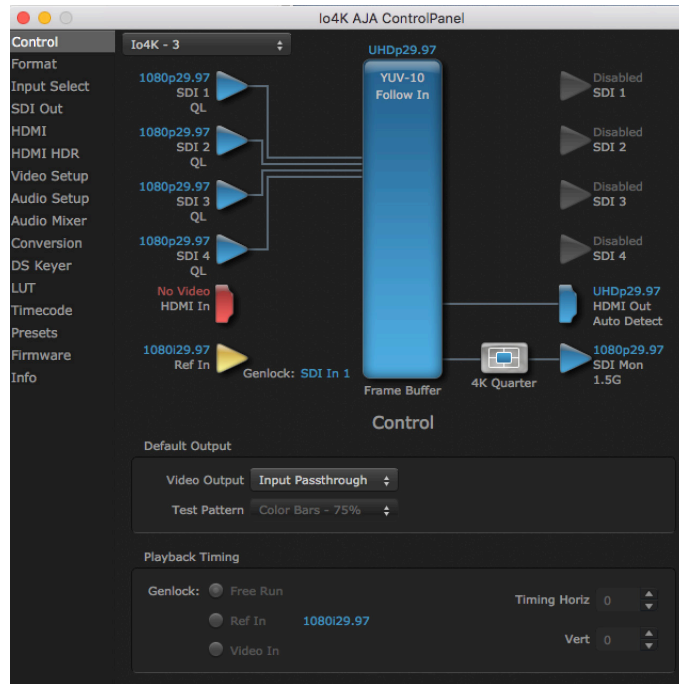 Io4K AJA ControlPanel
Control
Format
Input Select
SDI Out
HDMI
HDMI HDR
Video Setup
Audio Setup
Audio Mixer
Conversion
DS Keyer
LUT
Timecode
Presets
Firmware
Info
Io4K - 3
1080p29.97
SDI 1
QL
1080p29.97
SDI 2
QL
1080p29.97
SDI 3
QL
1080p29.97
SDI 4
QL
No Video
HDMI In
1080i29.97
Ref In
Genlock: SDI In 1
UHDp29.97
YUV-10
Follow In
Frame Buffer
4K Quarter
Disabled
SDI 1
Disabled
SDI 2
Disabled
SDI 3
Disabled
SDI 4
UHDp29.97
HDMI Out
Auto Detect
1080p29.97
SDI Mon
1.5G
Control
Default Output
Video Output Input Passthrough
Test Pattern Color Bars - 75%
Playback Timing
Genlock: Free Run
Ref In 1080i29.97
Video In
Timing Horiz 0
Vert 0